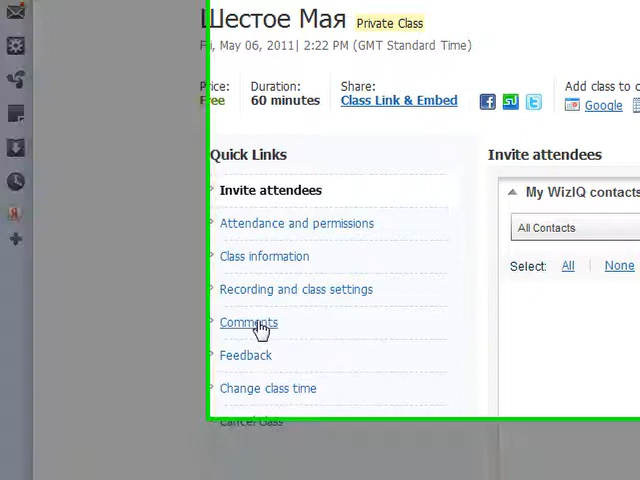 Шестое Мая Private Class
Fri, May 06, 2011| 2:22 PM (GMT Standard Time)
Price: Duration: Share: Add class to c
Free 60 minutes Class Link & Embed Google
Quick Links
Invite attendees
Attendance and permissions
Class information
Recording and class settings
Comments
Feedback
Change class time
Cancel class
Invite attendees
My WizIQ contacts
All Contacts
Select: All | None